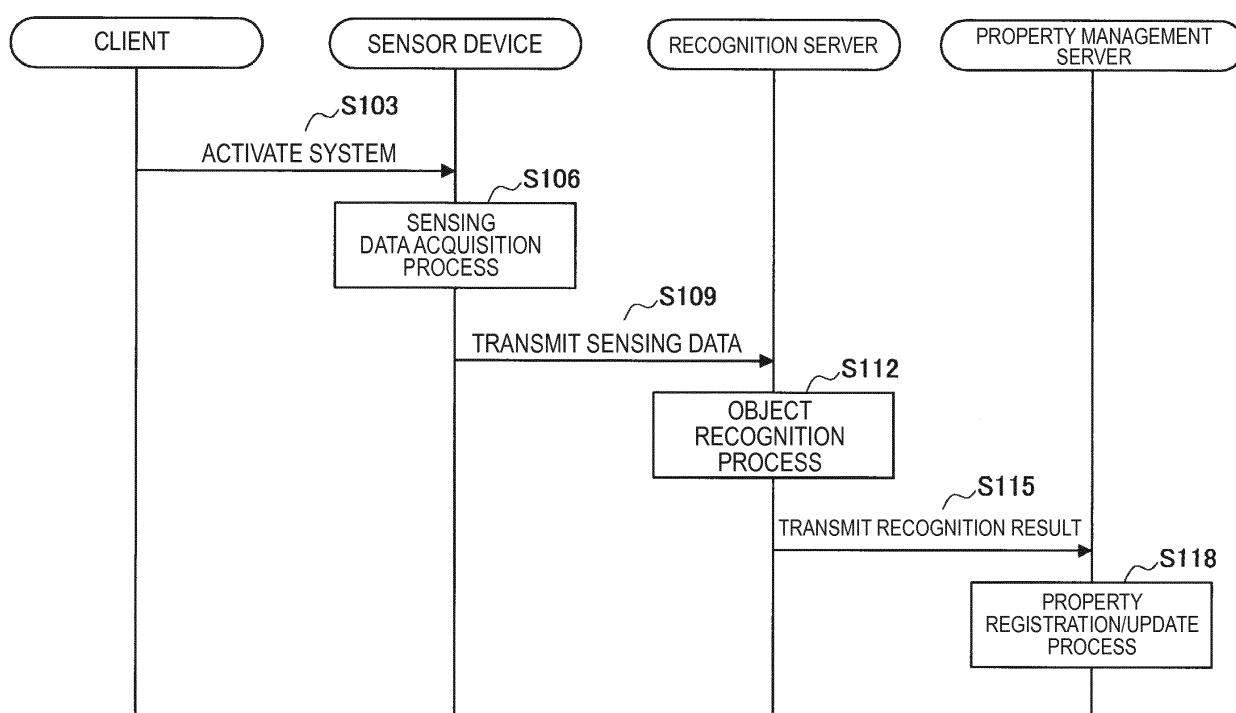 CLIENT
SENSOR DEVICE
RECOGNITION SERVER
PROPERTY MANAGEMENT
SERVER
S103
ACTIVATE SYSTEM
S106
SENSING
DATA ACQUISITION
PROCESS
S109
TRANSMIT SENSING DATA
S112
OBJECT
RECOGNITION
PROCESS
S115
TRANSMIT RECOGNITION RESULT
S118
PROPERTY
REGISTRATION/UPDATE
PROCESS